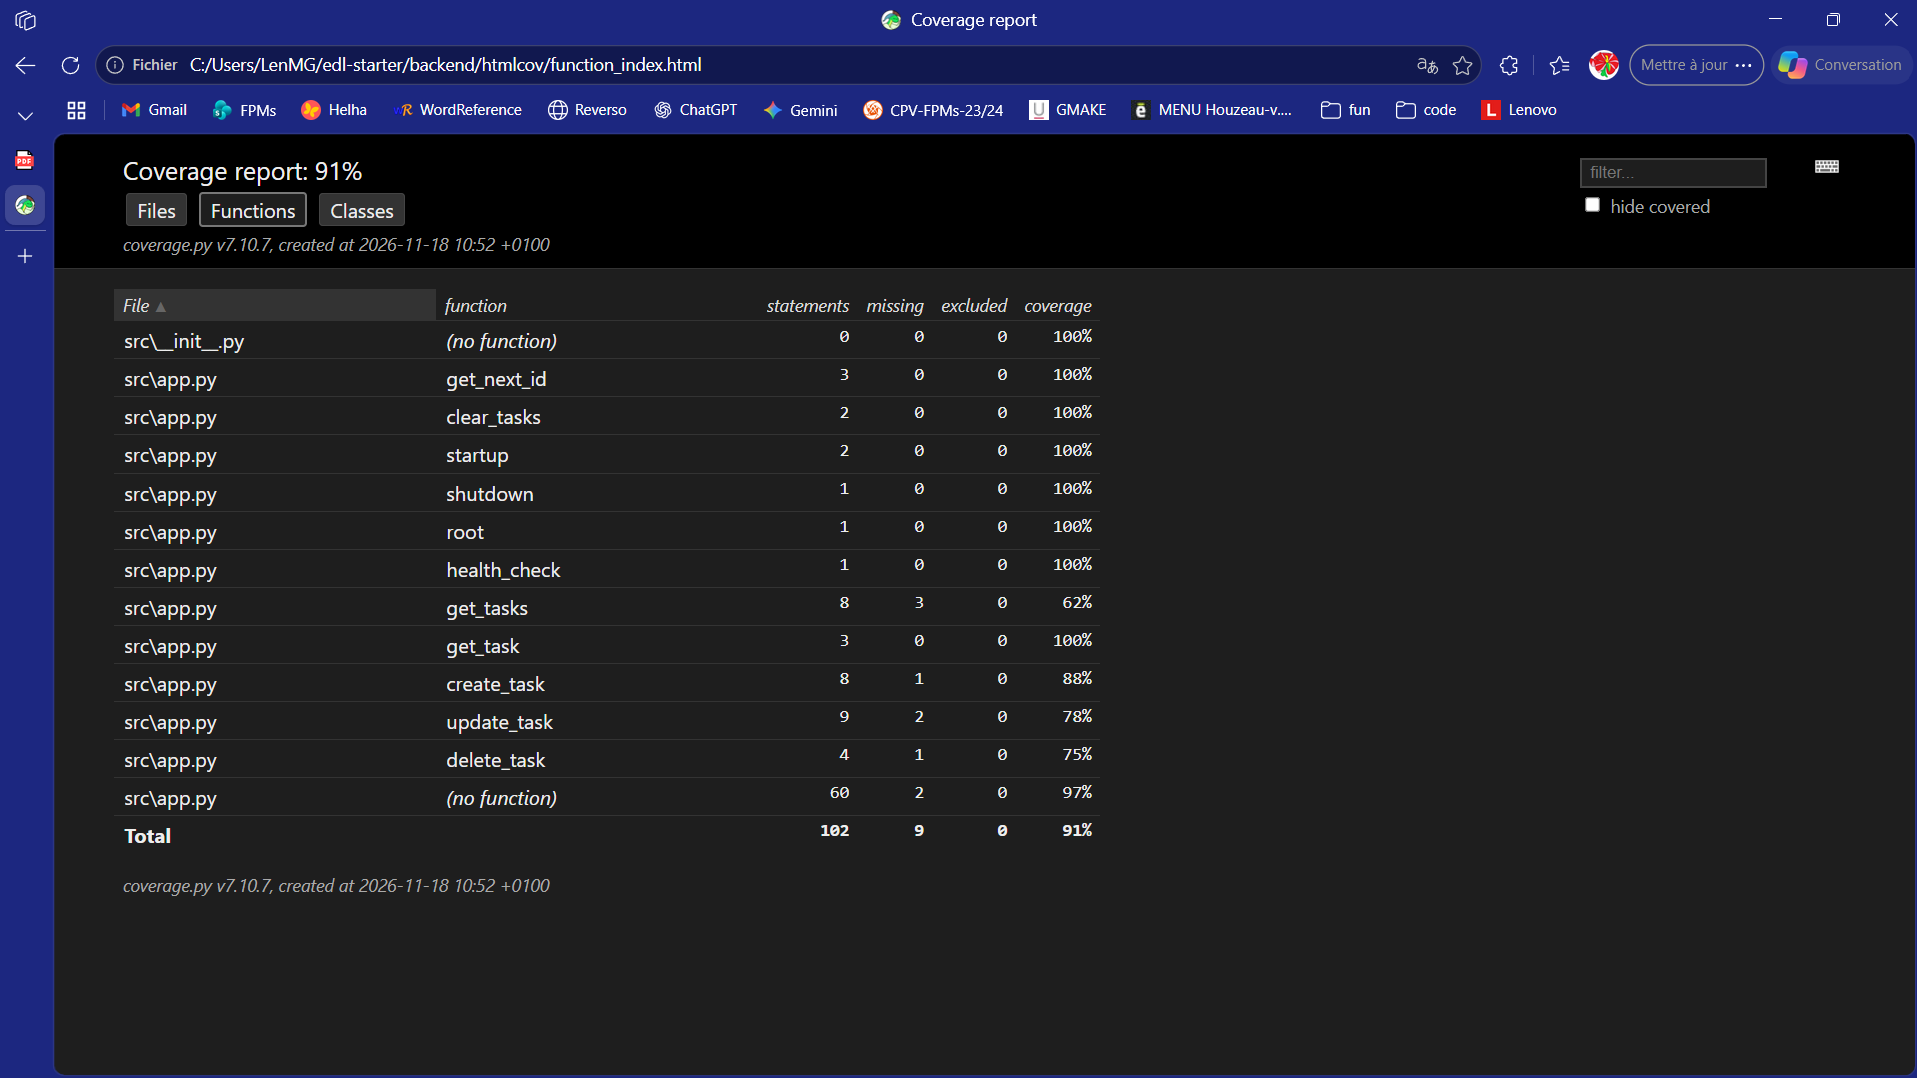 Coverage report
Fichier C:/Users/LenMG/edl-starter/backend/htmlcov/function_index.html
Mettre à jour ... Conversation
Gmail FPMs Helha WordReference Reverso ChatGPT Gemini CPV-FPMs-23/24 GMAKE MENU Houzeau-v.... fun code Lenovo
Coverage report: 91%
filter...
Files Functions Classes
hide covered
coverage.py v7.10.7, created at 2026-11-18 10:52 +0100
File ▲ function statements missing excluded coverage
src\__init__.py (no function) 0 0 0 100%
src\app.py get_next_id 3 0 0 100%
src\app.py clear_tasks 2 0 0 100%
src\app.py startup 2 0 0 100%
src\app.py shutdown 1 0 0 100%
src\app.py root 1 0 0 100%
src\app.py health_check 1 0 0 100%
src\app.py get_tasks 8 3 0 62%
src\app.py get_task 3 0 0 100%
src\app.py create_task 8 1 0 88%
src\app.py update_task 9 2 0 78%
src\app.py delete_task 4 1 0 75%
src\app.py (no function) 60 2 0 97%
Total 102 9 0 91%
coverage.py v7.10.7, created at 2026-11-18 10:52 +0100